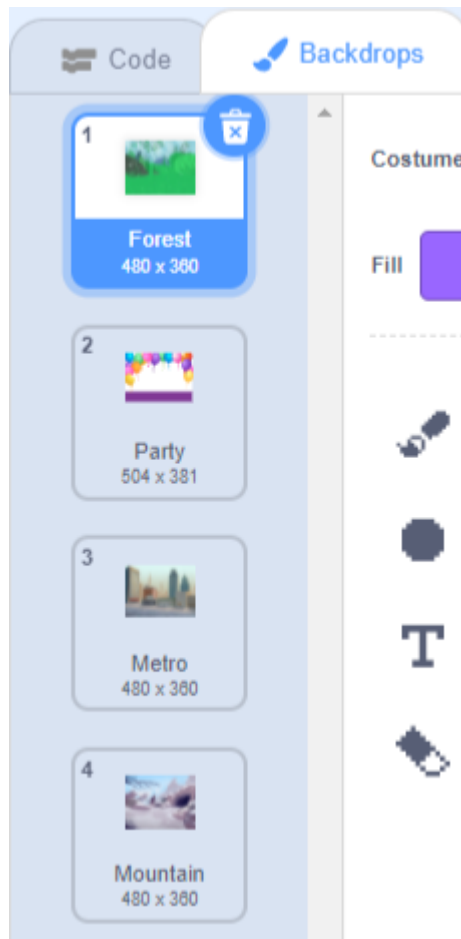 Code
Backdrops
1
Forest
480 x 360
2
Party
504 x 381
3
Metro
480 x 360
4
Mountain
480 x 360
Costume
Fill
T